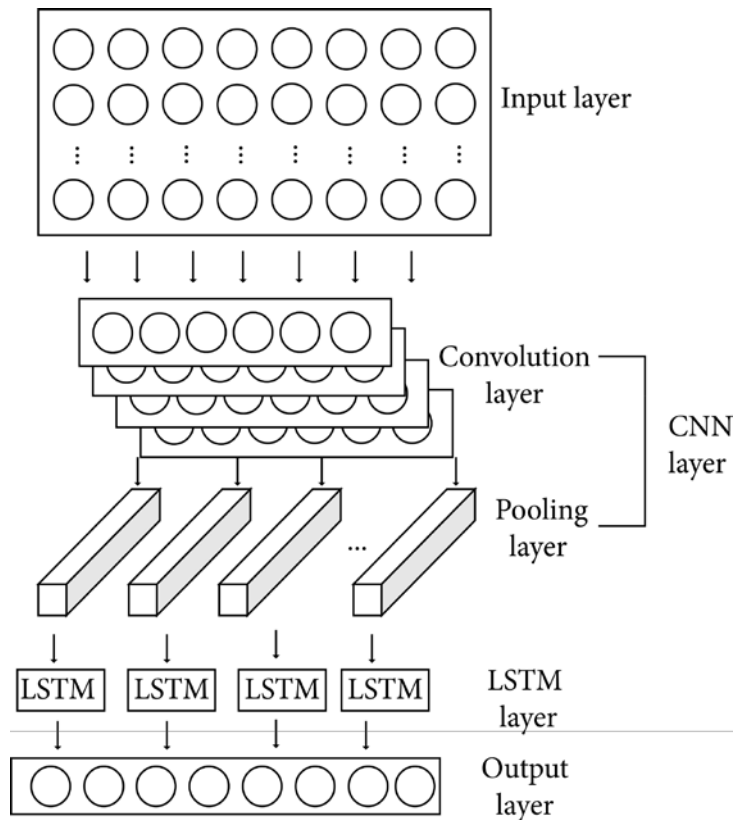 Input layer
Convolution
layer
CNN
layer
Pooling
layer
...
LSTM LSTM LSTM LSTM
LSTM
layer
Output
layer